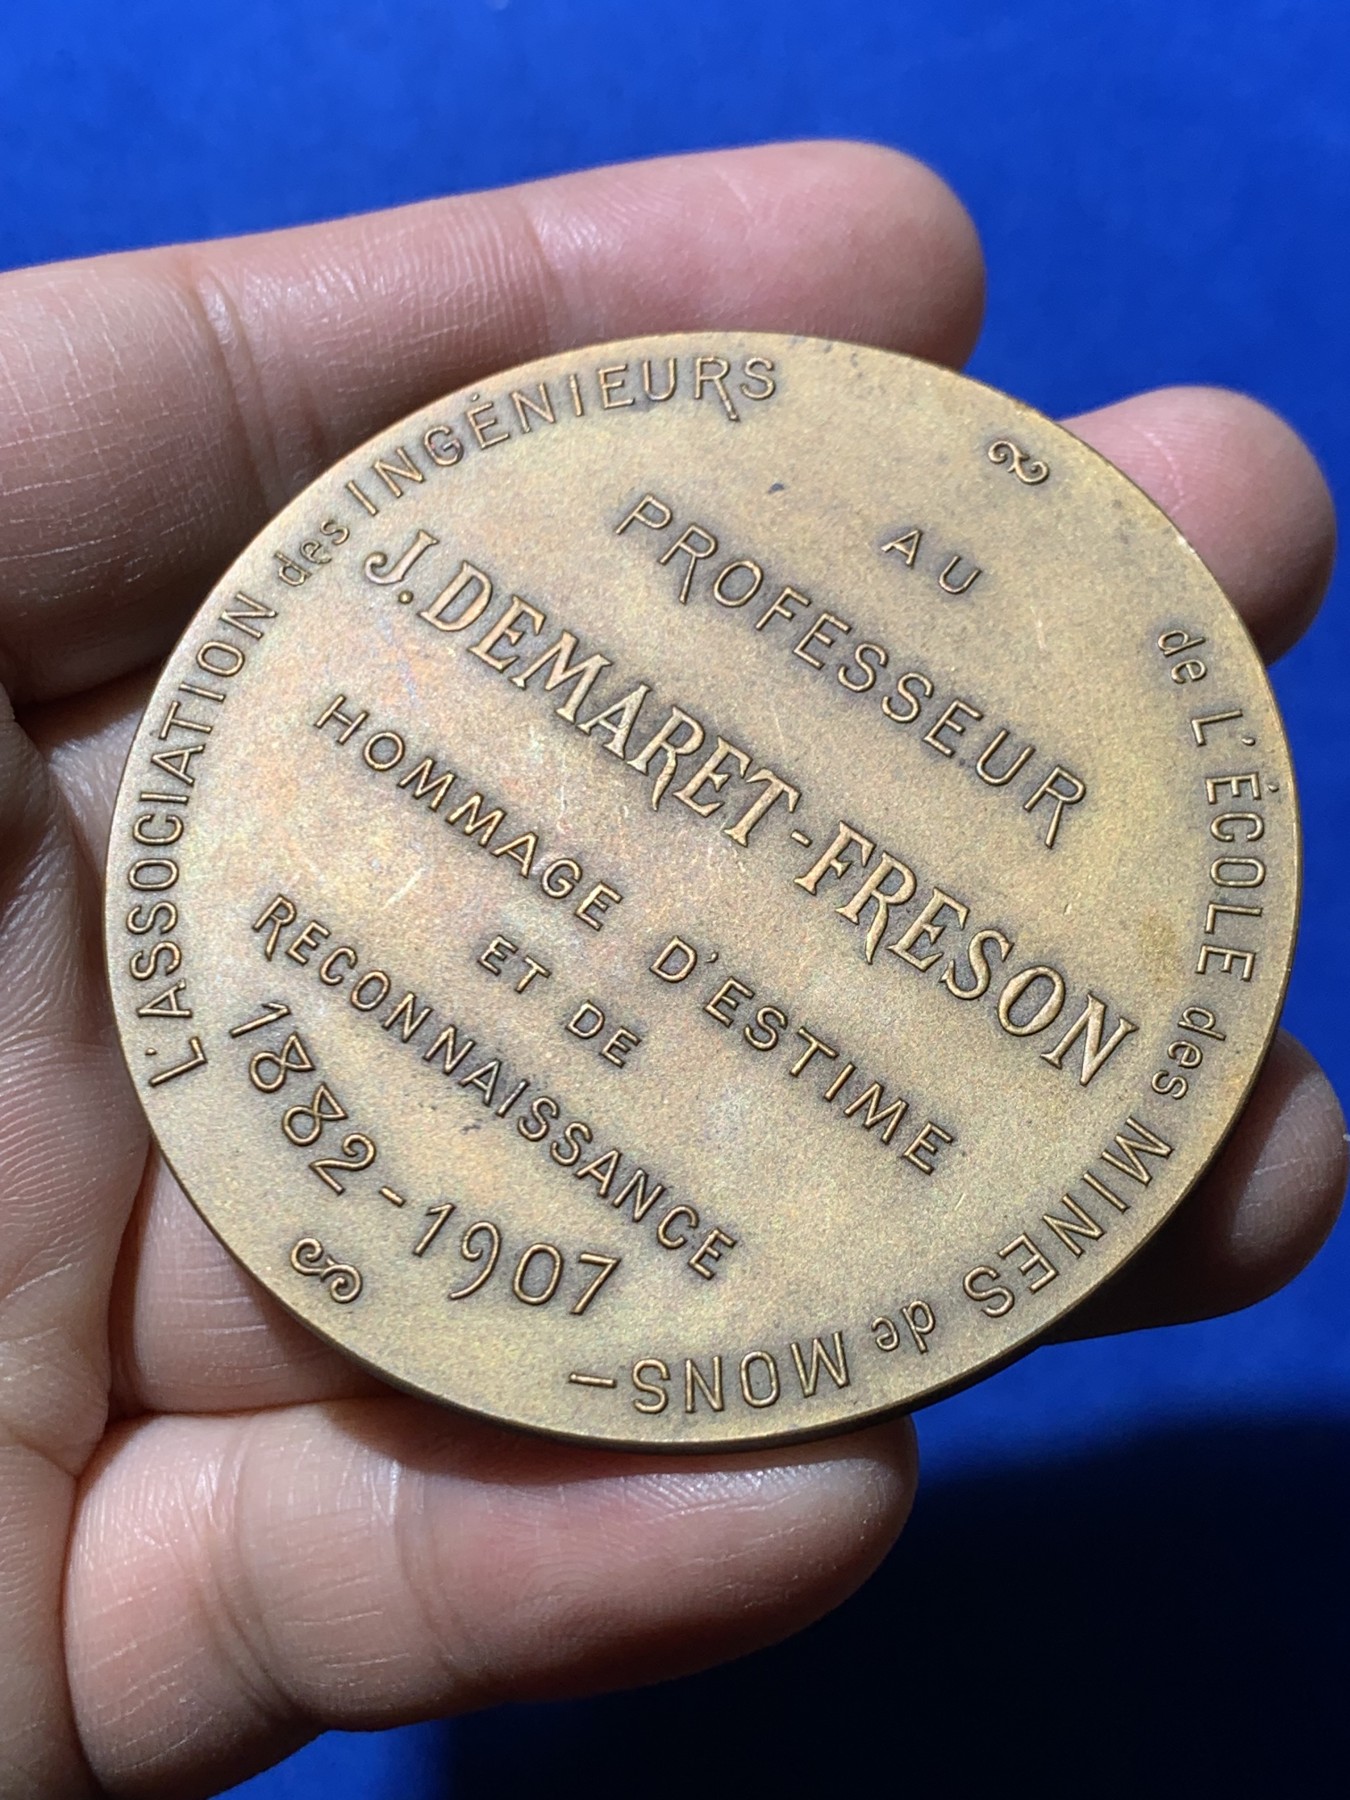 L'ASSOCIATION des INGÉNIEURS
de L'ÉCOLE des MINES de MONS-
AU
PROFESSEUR
J. DEMARET-FRESON
HOMMAGE D'ESTIME
ET DE
RECONNAISSANCE
1882-1907